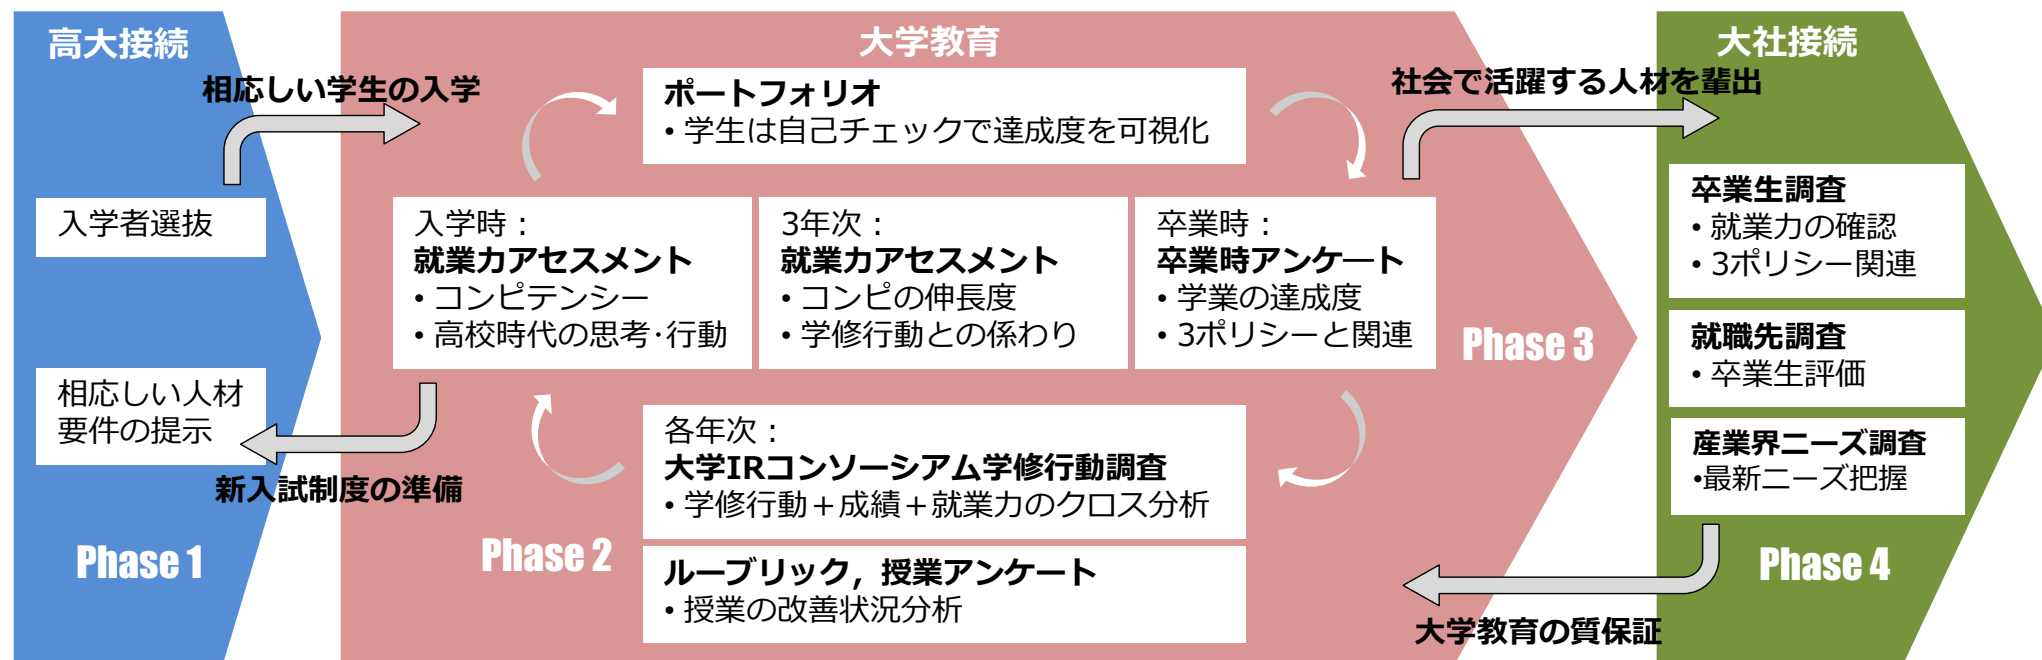 高大接続
相応しい学生の入学
入学者選抜
相応しい人材
要件の提示
新入試制度の準備
Phase 1
大学教育
ポートフォリオ
• 学生は自己チェックで達成度を可視化
入学時：
就業力アセスメント
• コンピテンシー
• 高校時代の思考･行動
3年次：
就業力アセスメント
• コンピの伸長度
• 学修行動との係わり
卒業時：
卒業時アンケート
• 学業の達成度
• 3ポリシーと関連
Phase 3
各年次：
大学IRコンソーシアム学修行動調査
• 学修行動＋成績＋就業力のクロス分析
Phase 2
ルーブリック，授業アンケート
• 授業の改善状況分析
大社接続
社会で活躍する人材を輩出
卒業生調査
• 就業力の確認
• 3ポリシー関連
就職先調査
• 卒業生評価
産業界ニーズ調査
•最新ニーズ把握
Phase 4
大学教育の質保証